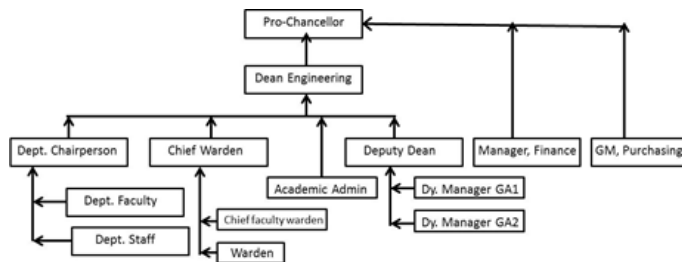 Pro-Chancellor
Dean Engineering
Dept. Chairperson
Chief Warden
Deputy Dean
Manager, Finance
GM, Purchasing
Academic Admin
Dy. Manager GA1
Dept. Faculty
Chief faculty warden
Dy. Manager GA2
Dept. Staff
Warden